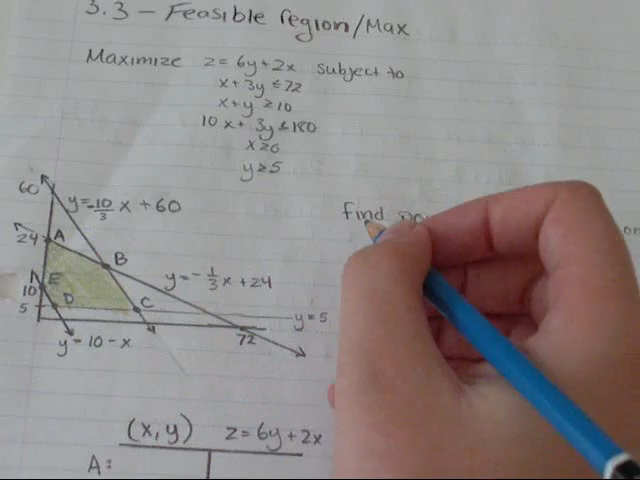 3.3 - Feasible region/Max
Maximize z = 6y + 2x subject to
x + 3y ≤ 72
x + y ≥ 10
10x + 3y ≤ 180
x ≥ 0
y ≥ 5
60 y = -10/3 x + 60
find
24 A
B
y = -1/3 x + 24
E
10 D
C
5
y = 5
72
y = 10 - x
(x, y) z = 6y + 2x
A: